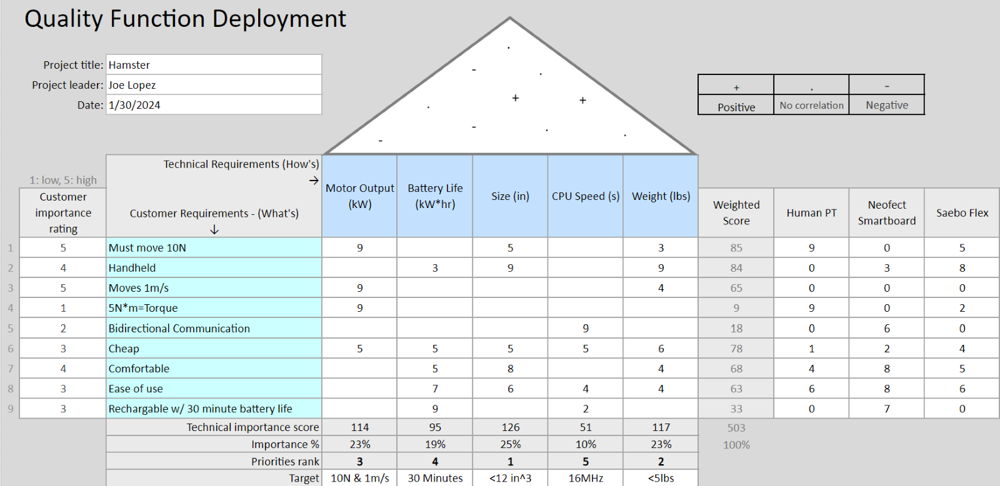 Quality Function Deployment
Project title: Hamster
Project leader: Joe Lopez
Date: 1/30/2024
.
-
.
+
+
.
-
.
.
-
+ . -
Positive No correlation Negative
1: low, 5: high
Customer importance rating
Technical Requirements (How's)
→
Customer Requirements - (What's)
↓
Motor Output (kW)
Battery Life (kW*hr)
Size (in)
CPU Speed (s)
Weight (lbs)
Weighted Score
Human PT
Neofect Smartboard
Saebo Flex
1 5 Must move 10N 9 5 3 85 9 0 5
2 4 Handheld 3 9 9 84 0 3 8
3 5 Moves 1m/s 9 4 65 0 0 0
4 1 5N*m=Torque 9 9 9 0 2
5 2 Bidirectional Communication 9 18 0 6 0
6 3 Cheap 5 5 5 5 6 78 1 2 4
7 4 Comfortable 5 8 4 68 4 8 5
8 3 Ease of use 7 6 4 4 63 6 8 6
9 3 Rechargable w/ 30 minute battery life 9 2 33 0 7 0
Technical importance score 114 95 126 51 117 503
Importance % 23% 19% 25% 10% 23% 100%
Priorities rank 3 4 1 5 2
Target 10N & 1m/s 30 Minutes <12 in^3 16MHz <5lbs